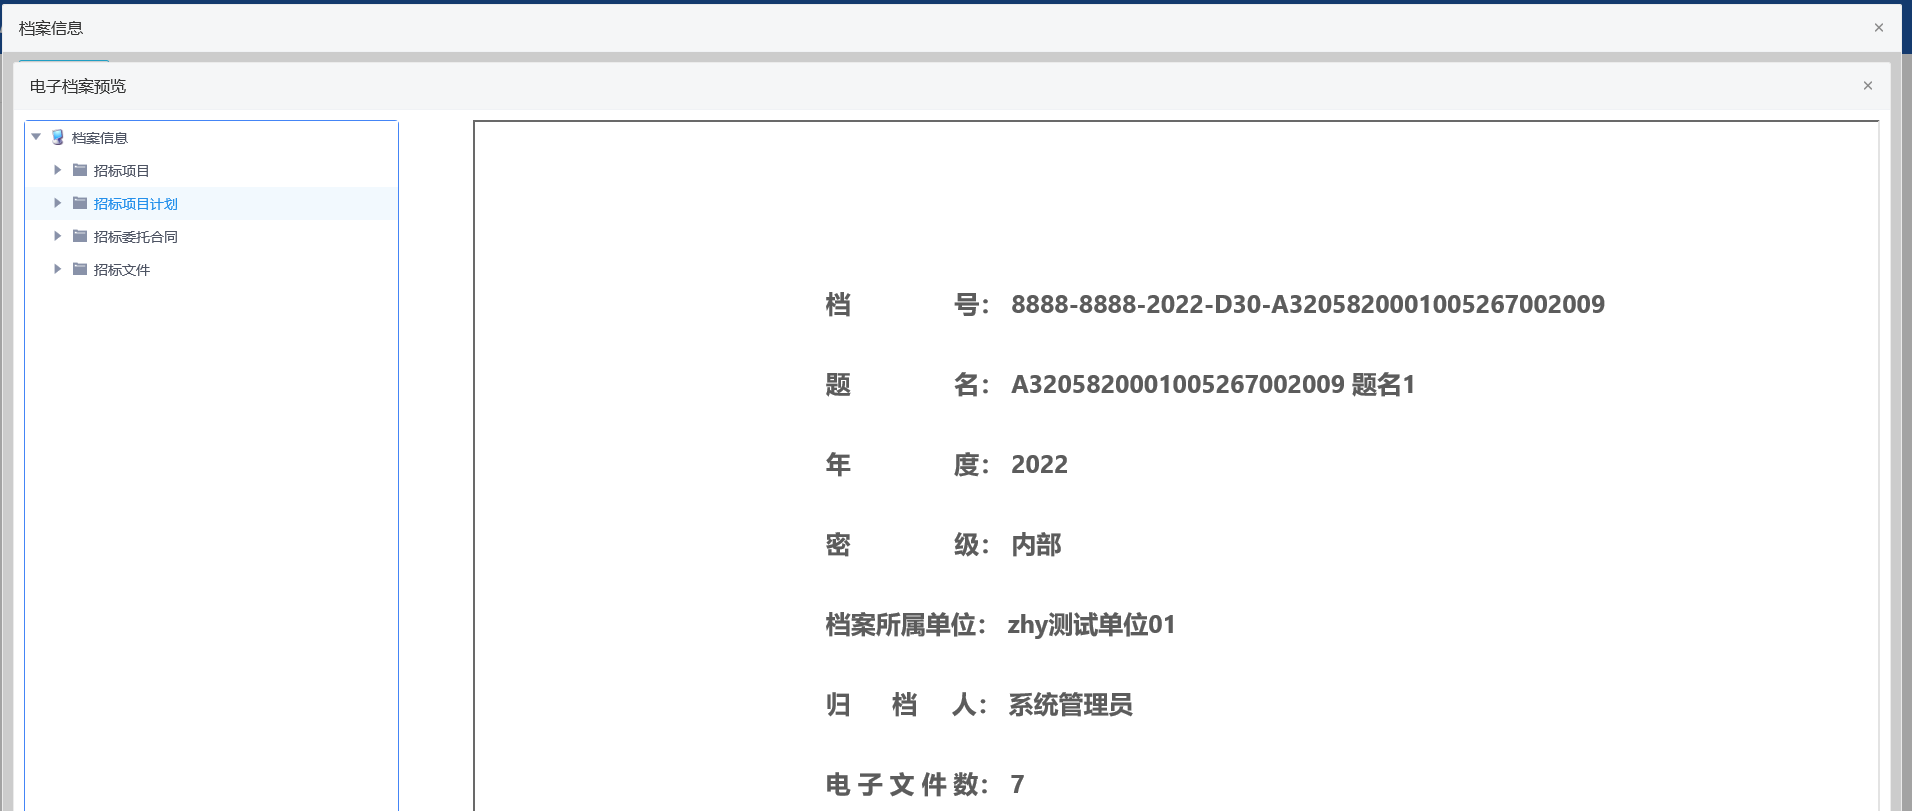 档案信息
电子档案预览
档案信息
招标项目
招标项目计划
招标委托合同
招标文件
档 号： 8888-8888-2022-D30-A3205820001005267002009
题 名： A3205820001005267002009 题名1
年 度： 2022
密 级： 内部
档案所属单位： zhy测试单位01
归 档 人： 系统管理员
电 子 文 件 数： 7